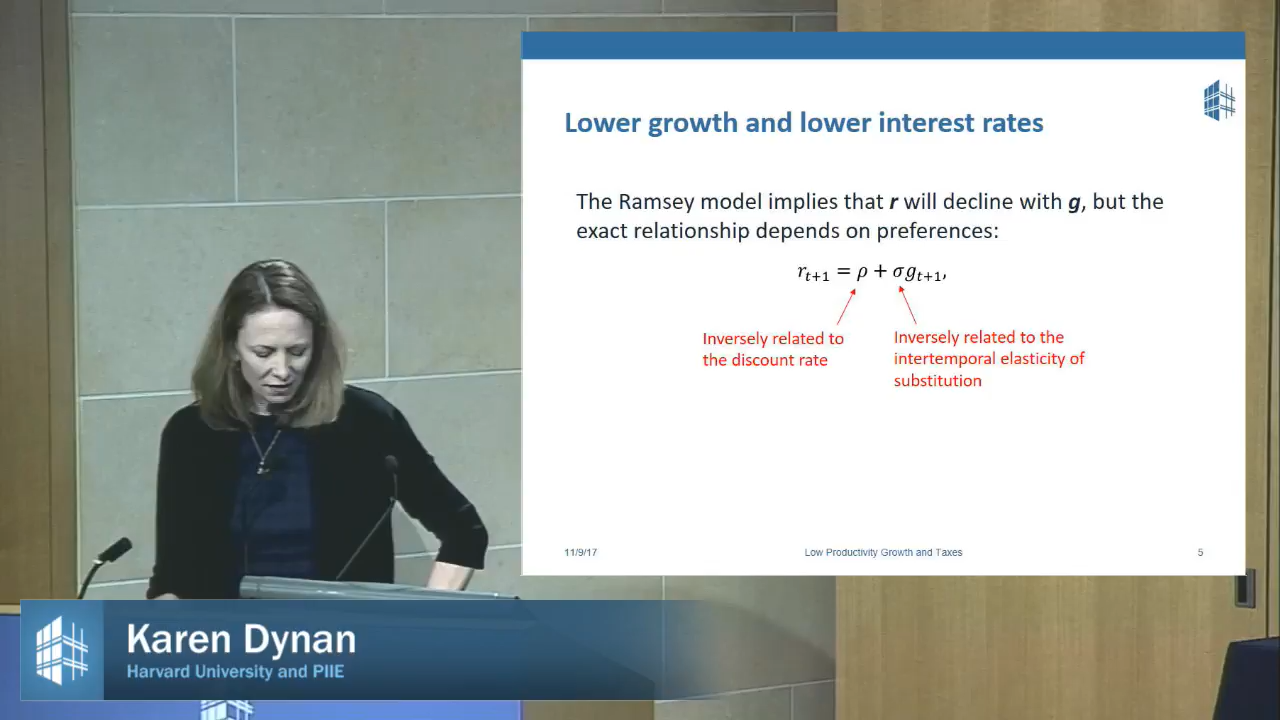 Lower growth and lower interest rates
The Ramsey model implies that r will decline with g, but the
exact relationship depends on preferences:
rₜ₊₁ = ρ + σgₜ₊₁,
Inversely related to
the discount rate
Inversely related to the
intertemporal elasticity of
substitution
11/9/17
Low Productivity Growth and Taxes
5
Karen Dynan
Harvard University and PIIE